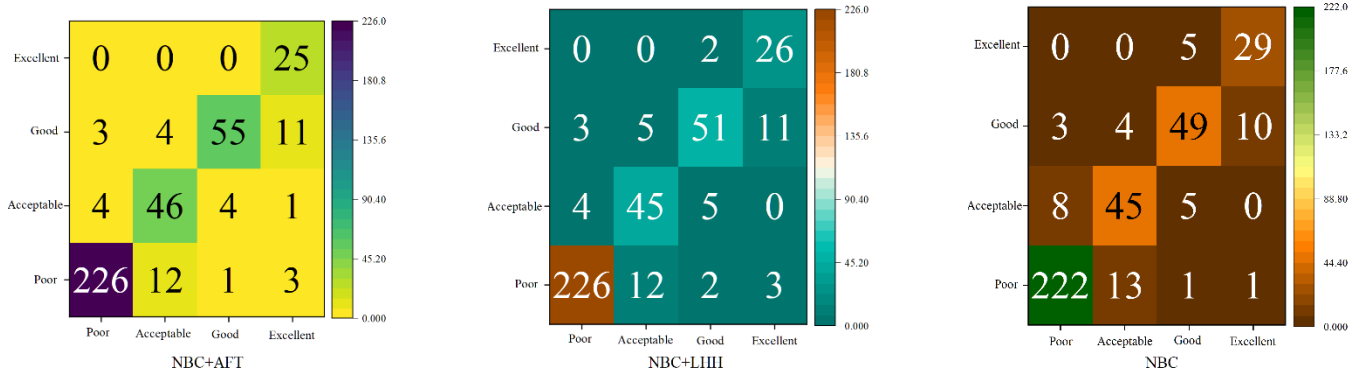 Excellent 0 0 0 25
Good 3 4 55 11
Acceptable 4 46 4 1
Poor 226 12 1 3
Poor Acceptable Good Excellent
NBC+AFT
226.0
180.8
135.6
90.40
45.20
0.000
Excellent 0 0 2 26
Good 3 5 51 11
Acceptable 4 45 5 0
Poor 226 12 2 3
Poor Acceptable Good Excellent
NBC+LHH
226.0
180.8
135.6
90.40
45.20
0.000
Excellent 0 0 5 29
Good 3 4 49 10
Acceptable 8 45 5 0
Poor 222 13 1 1
Poor Acceptable Good Excellent
NBC
222.0
177.6
133.2
88.80
44.40
0.000